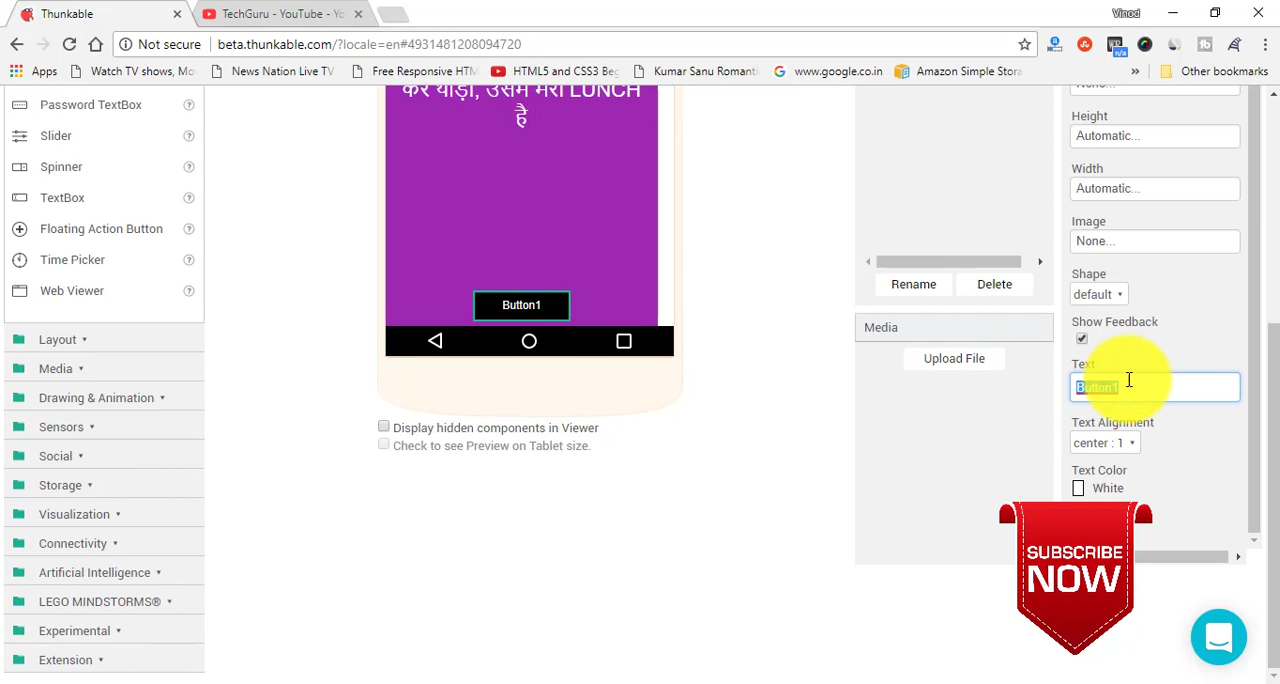 Thunkable
TechGuru - YouTube - Yo
Vinod
Not secure
beta.thunkable.com/?locale=en#4931481208094720
n/a
Apps
Watch TV shows, Mo
News Nation Live TV
Free Responsive HTM
HTML5 and CSS3 Beg
Kumar Sanu Romanti
www.google.co.in
Amazon Simple Stora
»
Other bookmarks
Password TextBox
Slider
Spinner
TextBox
Floating Action Button
Time Picker
Web Viewer
Layout
Media
Drawing & Animation
Sensors
Social
Storage
Visualization
Connectivity
Artificial Intelligence
LEGO MINDSTORMS®
Experimental
Extension
LUNCH
है
Button1
Display hidden components in Viewer
Check to see Preview on Tablet size.
Rename
Delete
Media
Upload File
Height
Automatic...
Width
Automatic...
Image
None...
Shape
default
Show Feedback
Text
Button1
Text Alignment
center : 1
Text Color
White
SUBSCRIBE
NOW